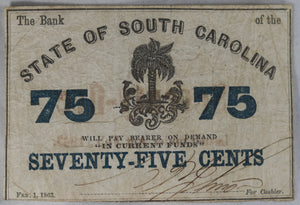 The Bank of the
STATE OF SOUTH CAROLINA
75 75
WILL PAY BEARER ON DEMAND
"IN CURRENT FUNDS"
SEVENTY-FIVE CENTS
FEB. 1, 1863. For Cashier.